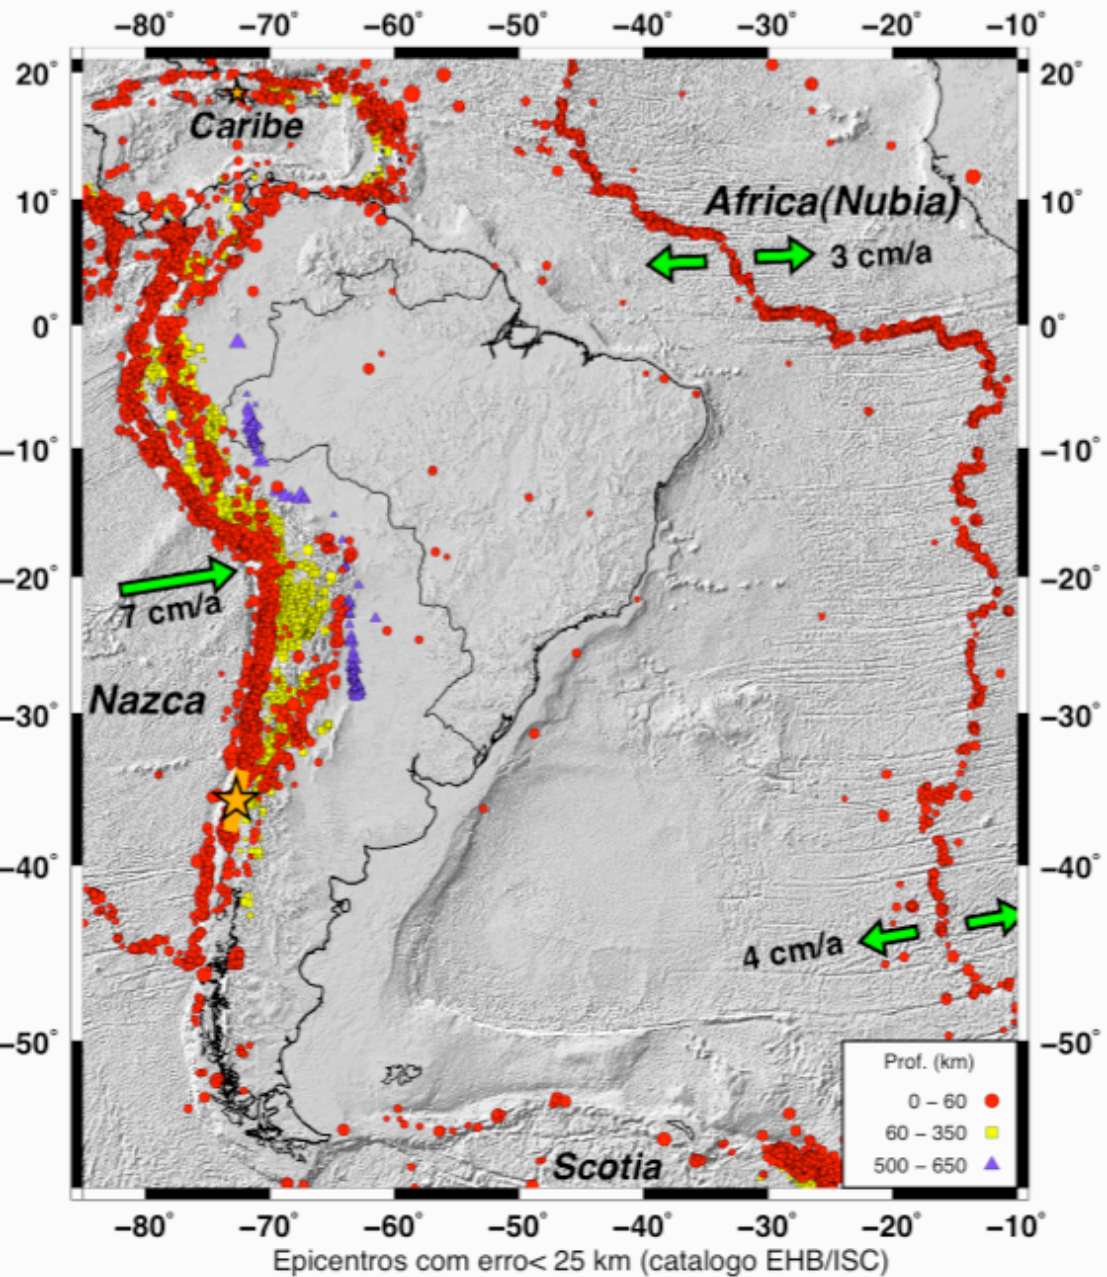 −80° −70° −60° −50° −40° −30° −20° −10°
20° 20°
Caribe
10° 10°
Africa(Nubia)
3 cm/a
0° 0°
−10° −10°
−20° −20°
7 cm/a
Nazca
−30° −30°
−40° −40°
4 cm/a
−50° −50°
Prof. (km)
0 − 60
60 − 350
500 − 650
Scotia
−80° −70° −60° −50° −40° −30° −20° −10°
Epicentros com erro< 25 km (catalogo EHB/ISC)